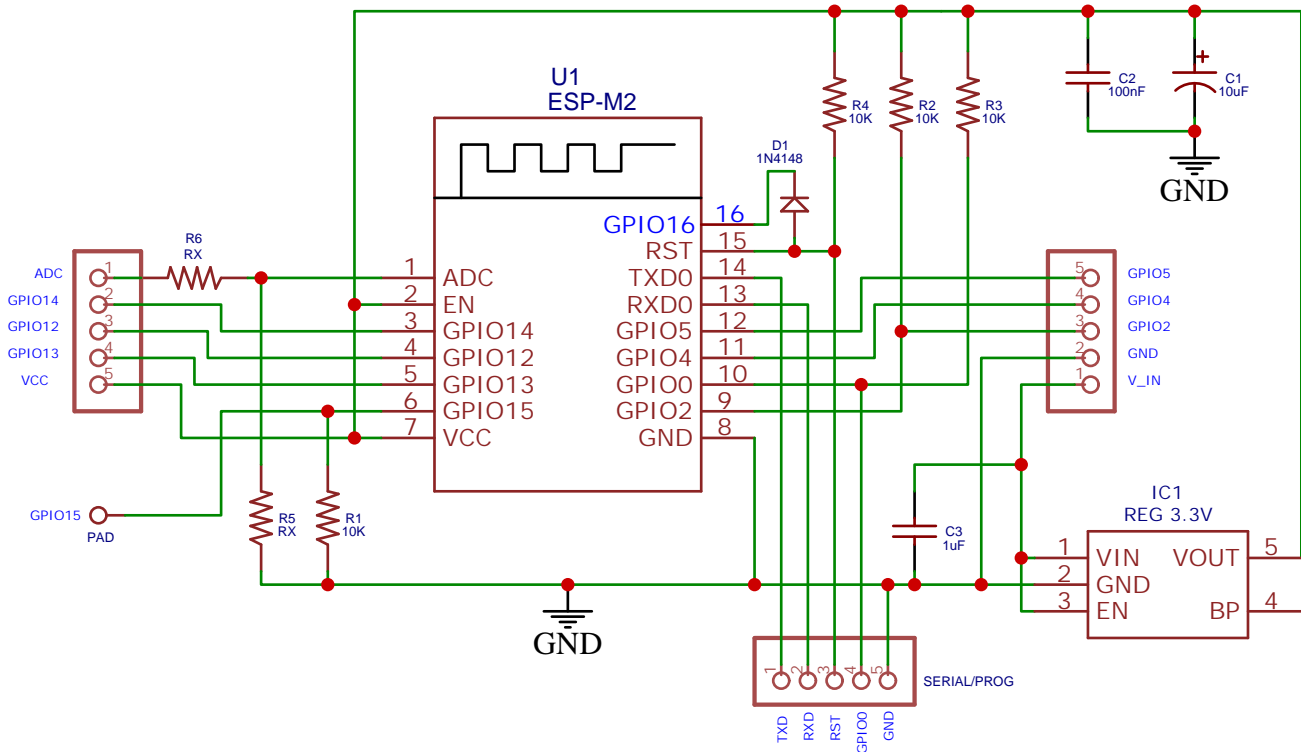 U1
ESP-M2
R4
10K
R2
10K
R3
10K
C2
100nF
+
C1
10uF
GND
D1
1N4148
16
GPIO16
15
RST
14
TXD0
13
RXD0
12
GPIO5
11
GPIO4
10
GPIO0
9
GPIO2
8
GND
1
ADC
2
EN
3
GPIO14
4
GPIO12
5
GPIO13
6
GPIO15
7
VCC
R6
RX
ADC
1
GPIO14
2
GPIO12
3
GPIO13
4
VCC
5
5
GPIO5
4
GPIO4
3
GPIO2
2
GND
1
V_IN
GPIO15
PAD
R5
RX
R1
10K
GND
C3
1uF
IC1
REG 3.3V
1
VIN
VOUT
5
2
GND
3
EN
BP
4
1
2
3
4
5
SERIAL/PROG
TXD
RXD
RST
GPIO0
GND